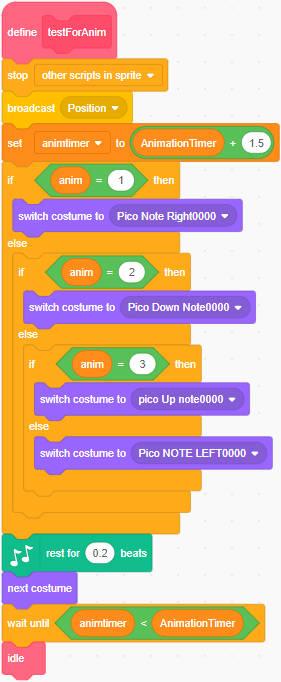 define testForAnim
stop other scripts in sprite
broadcast Position
set animtimer to AnimationTimer + 1.5
if anim = 1 then
switch costume to Pico Note Right0000
else
if anim = 2 then
switch costume to Pico Down Note0000
else
if anim = 3 then
switch costume to pico Up note0000
else
switch costume to Pico NOTE LEFT0000
rest for 0.2 beats
next costume
wait until animtimer < AnimationTimer
idle